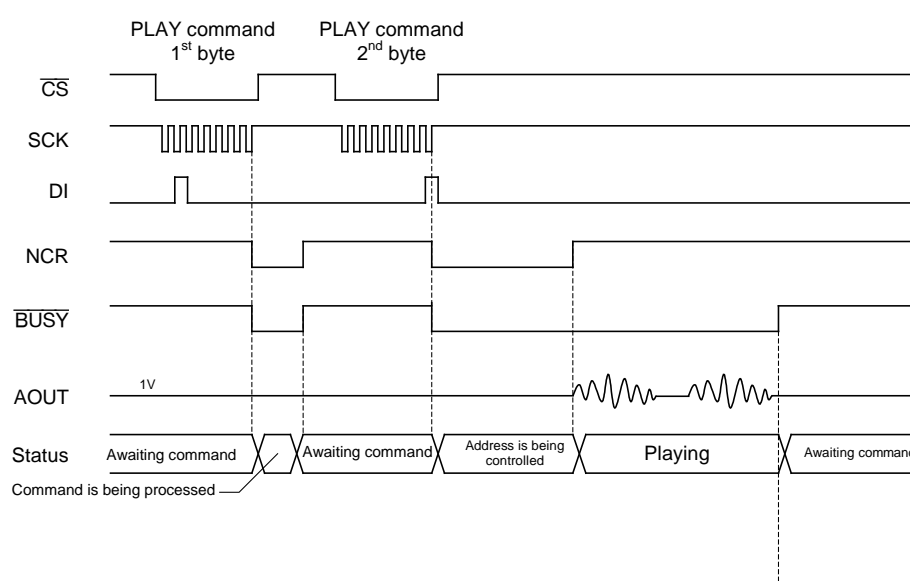 PLAY command
1st byte
PLAY command
2nd byte
CS
SCK
DI
NCR
BUSY
AOUT
1V
Status
Awaiting command
Awaiting command
Address is being
controlled
Playing
Awaiting command
Command is being processed